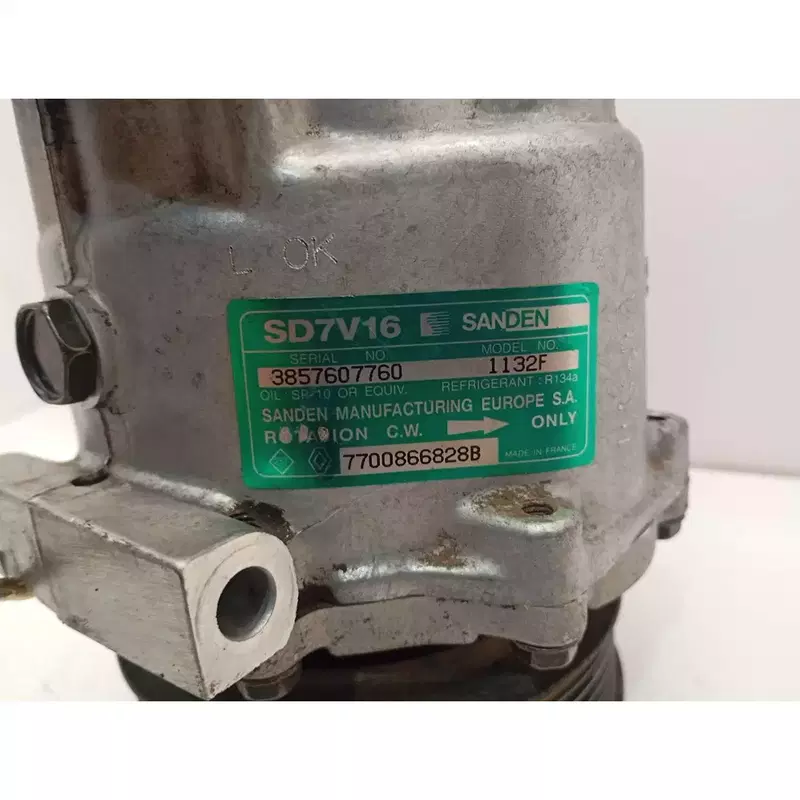 L OK
SD7V16 SANDEN
SERIAL NO. MODEL NO.
3857607760 1132F
OIL SP-10 OR EQUIV. REFRIGERANT : R134a
SANDEN MANUFACTURING EUROPE S.A.
ROTATION C.W. ONLY
7700866828B MADE IN FRANCE